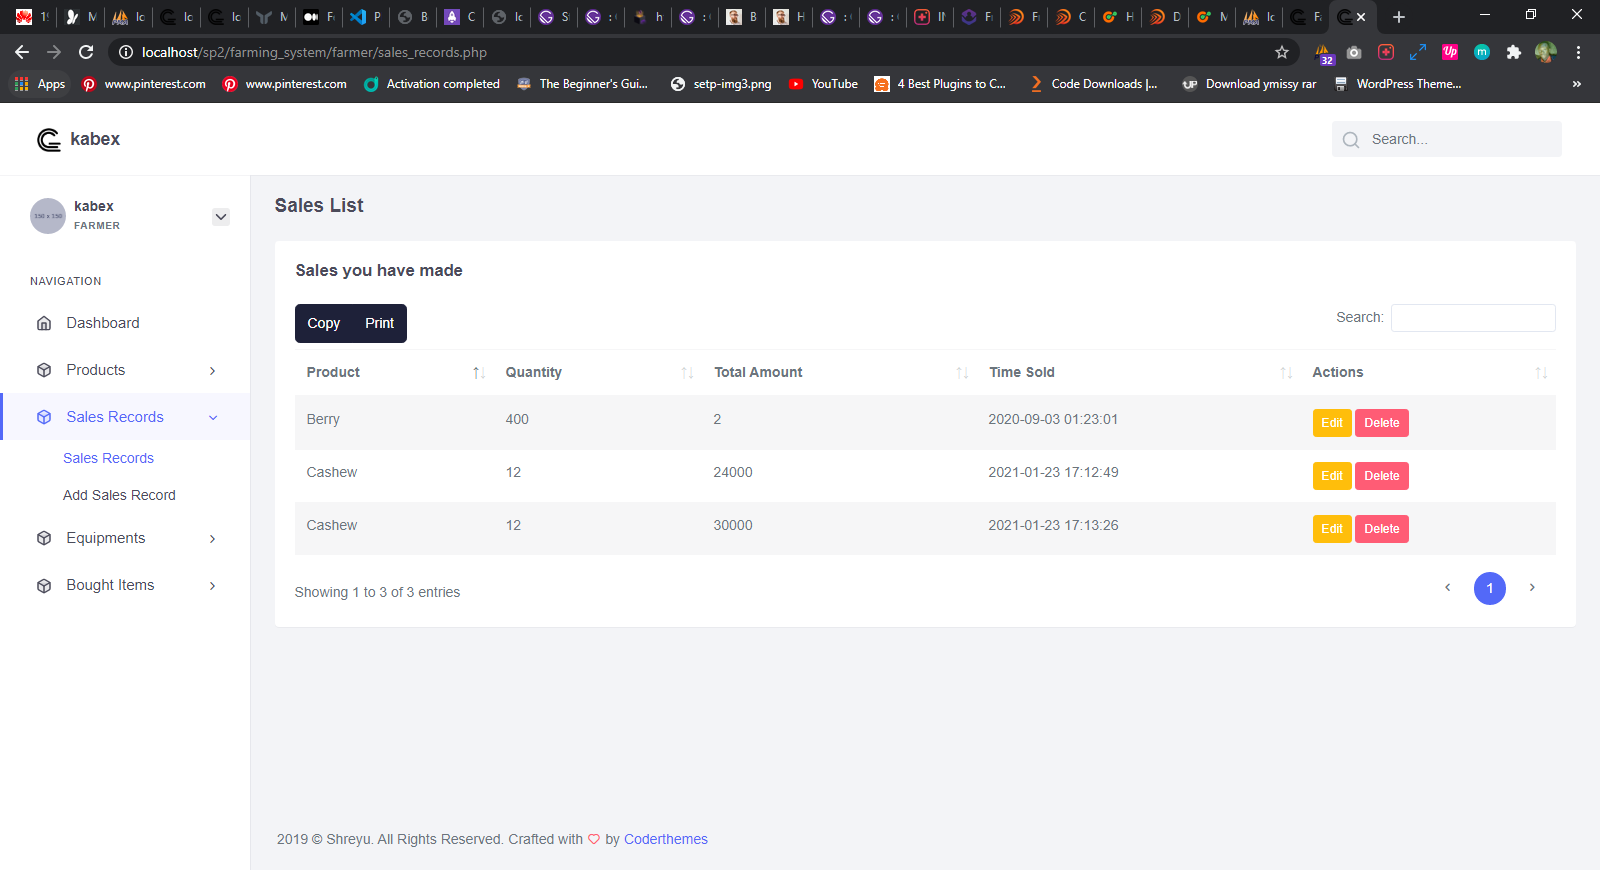 localhost/sp2/farming_system/farmer/sales_records.php
32
Apps www.pinterest.com www.pinterest.com Activation completed The Beginner's Gui... setp-img3.png YouTube 4 Best Plugins to C... Code Downloads |... Download ymissy rar WordPress Theme... »
kabex
Search...
kabex
FARMER
NAVIGATION
Dashboard
Products
Sales Records
Sales Records
Add Sales Record
Equipments
Bought Items
Sales List
Sales you have made
Copy Print
Search:
Product Quantity Total Amount Time Sold Actions
Berry 400 2 2020-09-03 01:23:01 Edit Delete
Cashew 12 24000 2021-01-23 17:12:49 Edit Delete
Cashew 12 30000 2021-01-23 17:13:26 Edit Delete
Showing 1 to 3 of 3 entries
1
2019 © Shreyu. All Rights Reserved. Crafted with by Coderthemes